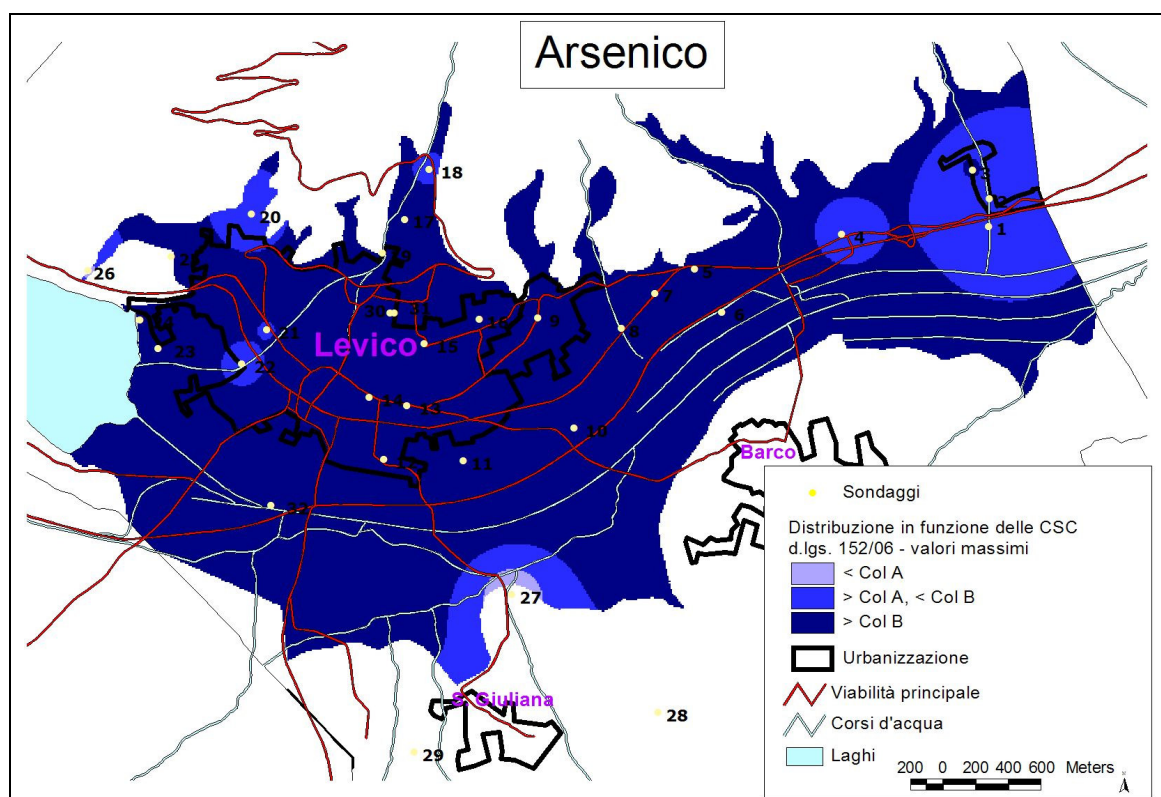 Arsenico
18
3
20
2
17
1
4
19
26
5
7
6
30
31
16
9
8
21
Levico
15
23
22
14
13
10
11
Barco
32
27
S. Giuliana
28
29
Sondaggi
Distribuzione in funzione delle CSC
d.lgs. 152/06 - valori massimi
< Col A
> Col A, < Col B
> Col B
Urbanizzazione
Viabilità principale
Corsi d'acqua
Laghi
200 0 200 400 600 Meters